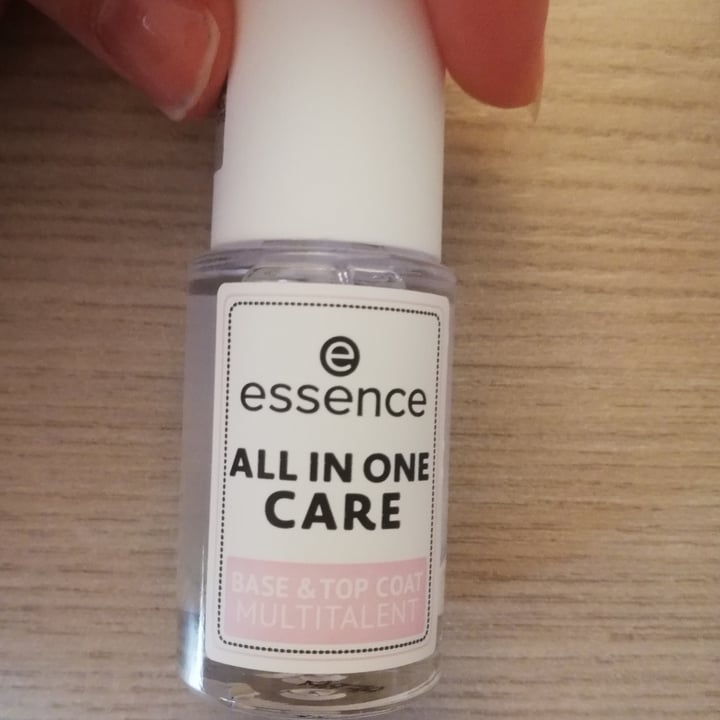 e
essence
ALL IN ONE
CARE
BASE & TOP COAT
MULTITALENT